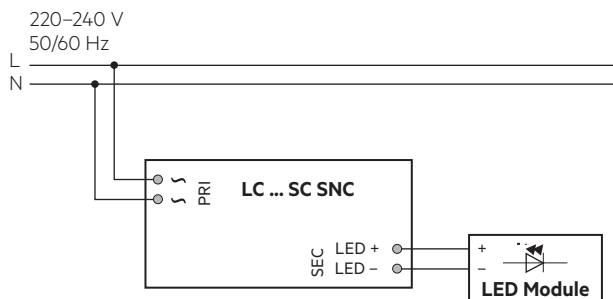 220–240 V
50/60 Hz
L
N
~
~
PRI
LC ... SC SNC
SEC
LED +
LED –
+
–
LED Module